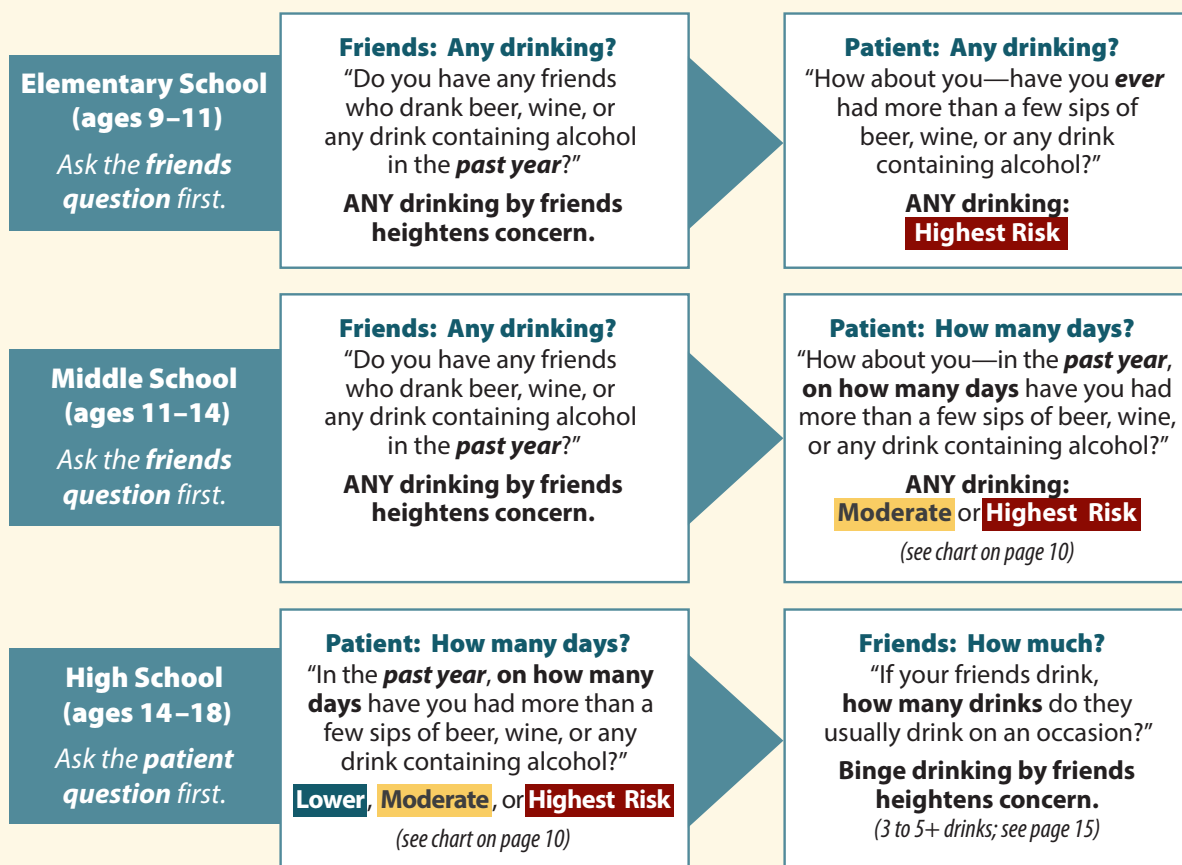 Elementary School
(ages 9–11)
Ask the friends
question first.
Friends: Any drinking?
“Do you have any friends
who drank beer, wine, or
any drink containing alcohol
in the past year?”
ANY drinking by friends
heightens concern.
Patient: Any drinking?
“How about you—have you ever
had more than a few sips of
beer, wine, or any drink
containing alcohol?”
ANY drinking:
Highest Risk
Middle School
(ages 11–14)
Ask the friends
question first.
Friends: Any drinking?
“Do you have any friends
who drank beer, wine, or
any drink containing alcohol
in the past year?”
ANY drinking by friends
heightens concern.
Patient: How many days?
“How about you—in the past year,
on how many days have you had
more than a few sips of beer, wine,
or any drink containing alcohol?”
ANY drinking:
Moderate or Highest Risk
(see chart on page 10)
High School
(ages 14–18)
Ask the patient
question first.
Patient: How many days?
“In the past year, on how many
days have you had more than a
few sips of beer, wine, or any
drink containing alcohol?”
Lower, Moderate, or Highest Risk
(see chart on page 10)
Friends: How much?
“If your friends drink,
how many drinks do they
usually drink on an occasion?”
Binge drinking by friends
heightens concern.
(3 to 5+ drinks; see page 15)